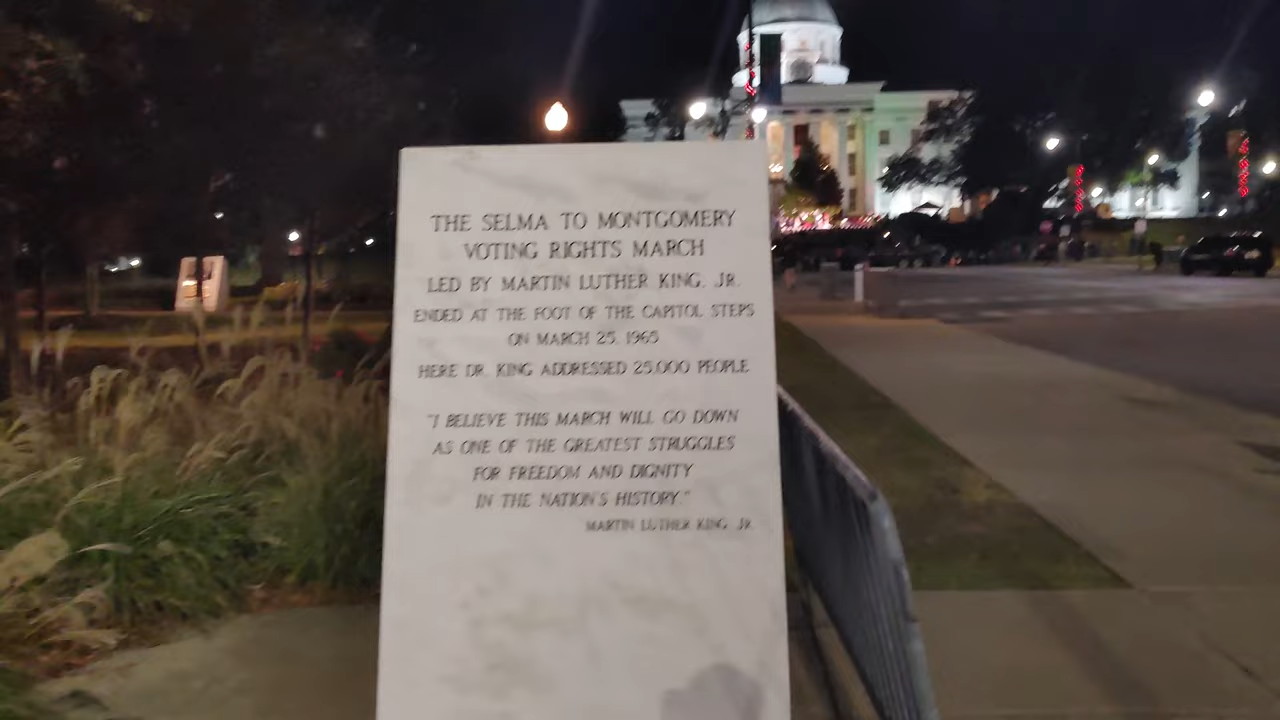 THE SELMA TO MONTGOMERY
VOTING RIGHTS MARCH
LED BY MARTIN LUTHER KING, JR.
ENDED AT THE FOOT OF THE CAPITOL STEPS
ON MARCH 25, 1965
HERE DR. KING ADDRESSED 25,000 PEOPLE
"I BELIEVE THIS MARCH WILL GO DOWN
AS ONE OF THE GREATEST STRUGGLES
FOR FREEDOM AND DIGNITY
IN THE NATION'S HISTORY."
MARTIN LUTHER KING, JR.